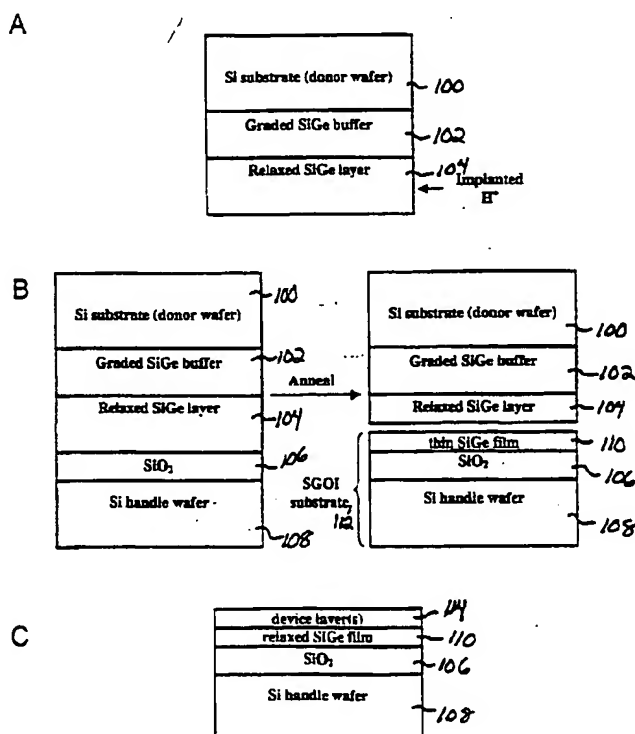 A
Si substrate (donor wafer)
100
Graded SiGe buffer
102
Relaxed SiGe layer
104
Implanted
H+
B
100
Si substrate (donor wafer)
Graded SiGe buffer
102
Relaxed SiGe layer
104
SiO2
106
Si handle wafer
108
Anneal
Si substrate (donor wafer)
100
Graded SiGe buffer
102
Relaxed SiGe layer
104
thin SiGe film
110
SiO2
106
SGOI
substrate,
112
Si handle wafer
108
C
device layer(s)
114
relaxed SiGe film
110
SiO2
106
Si handle wafer
108